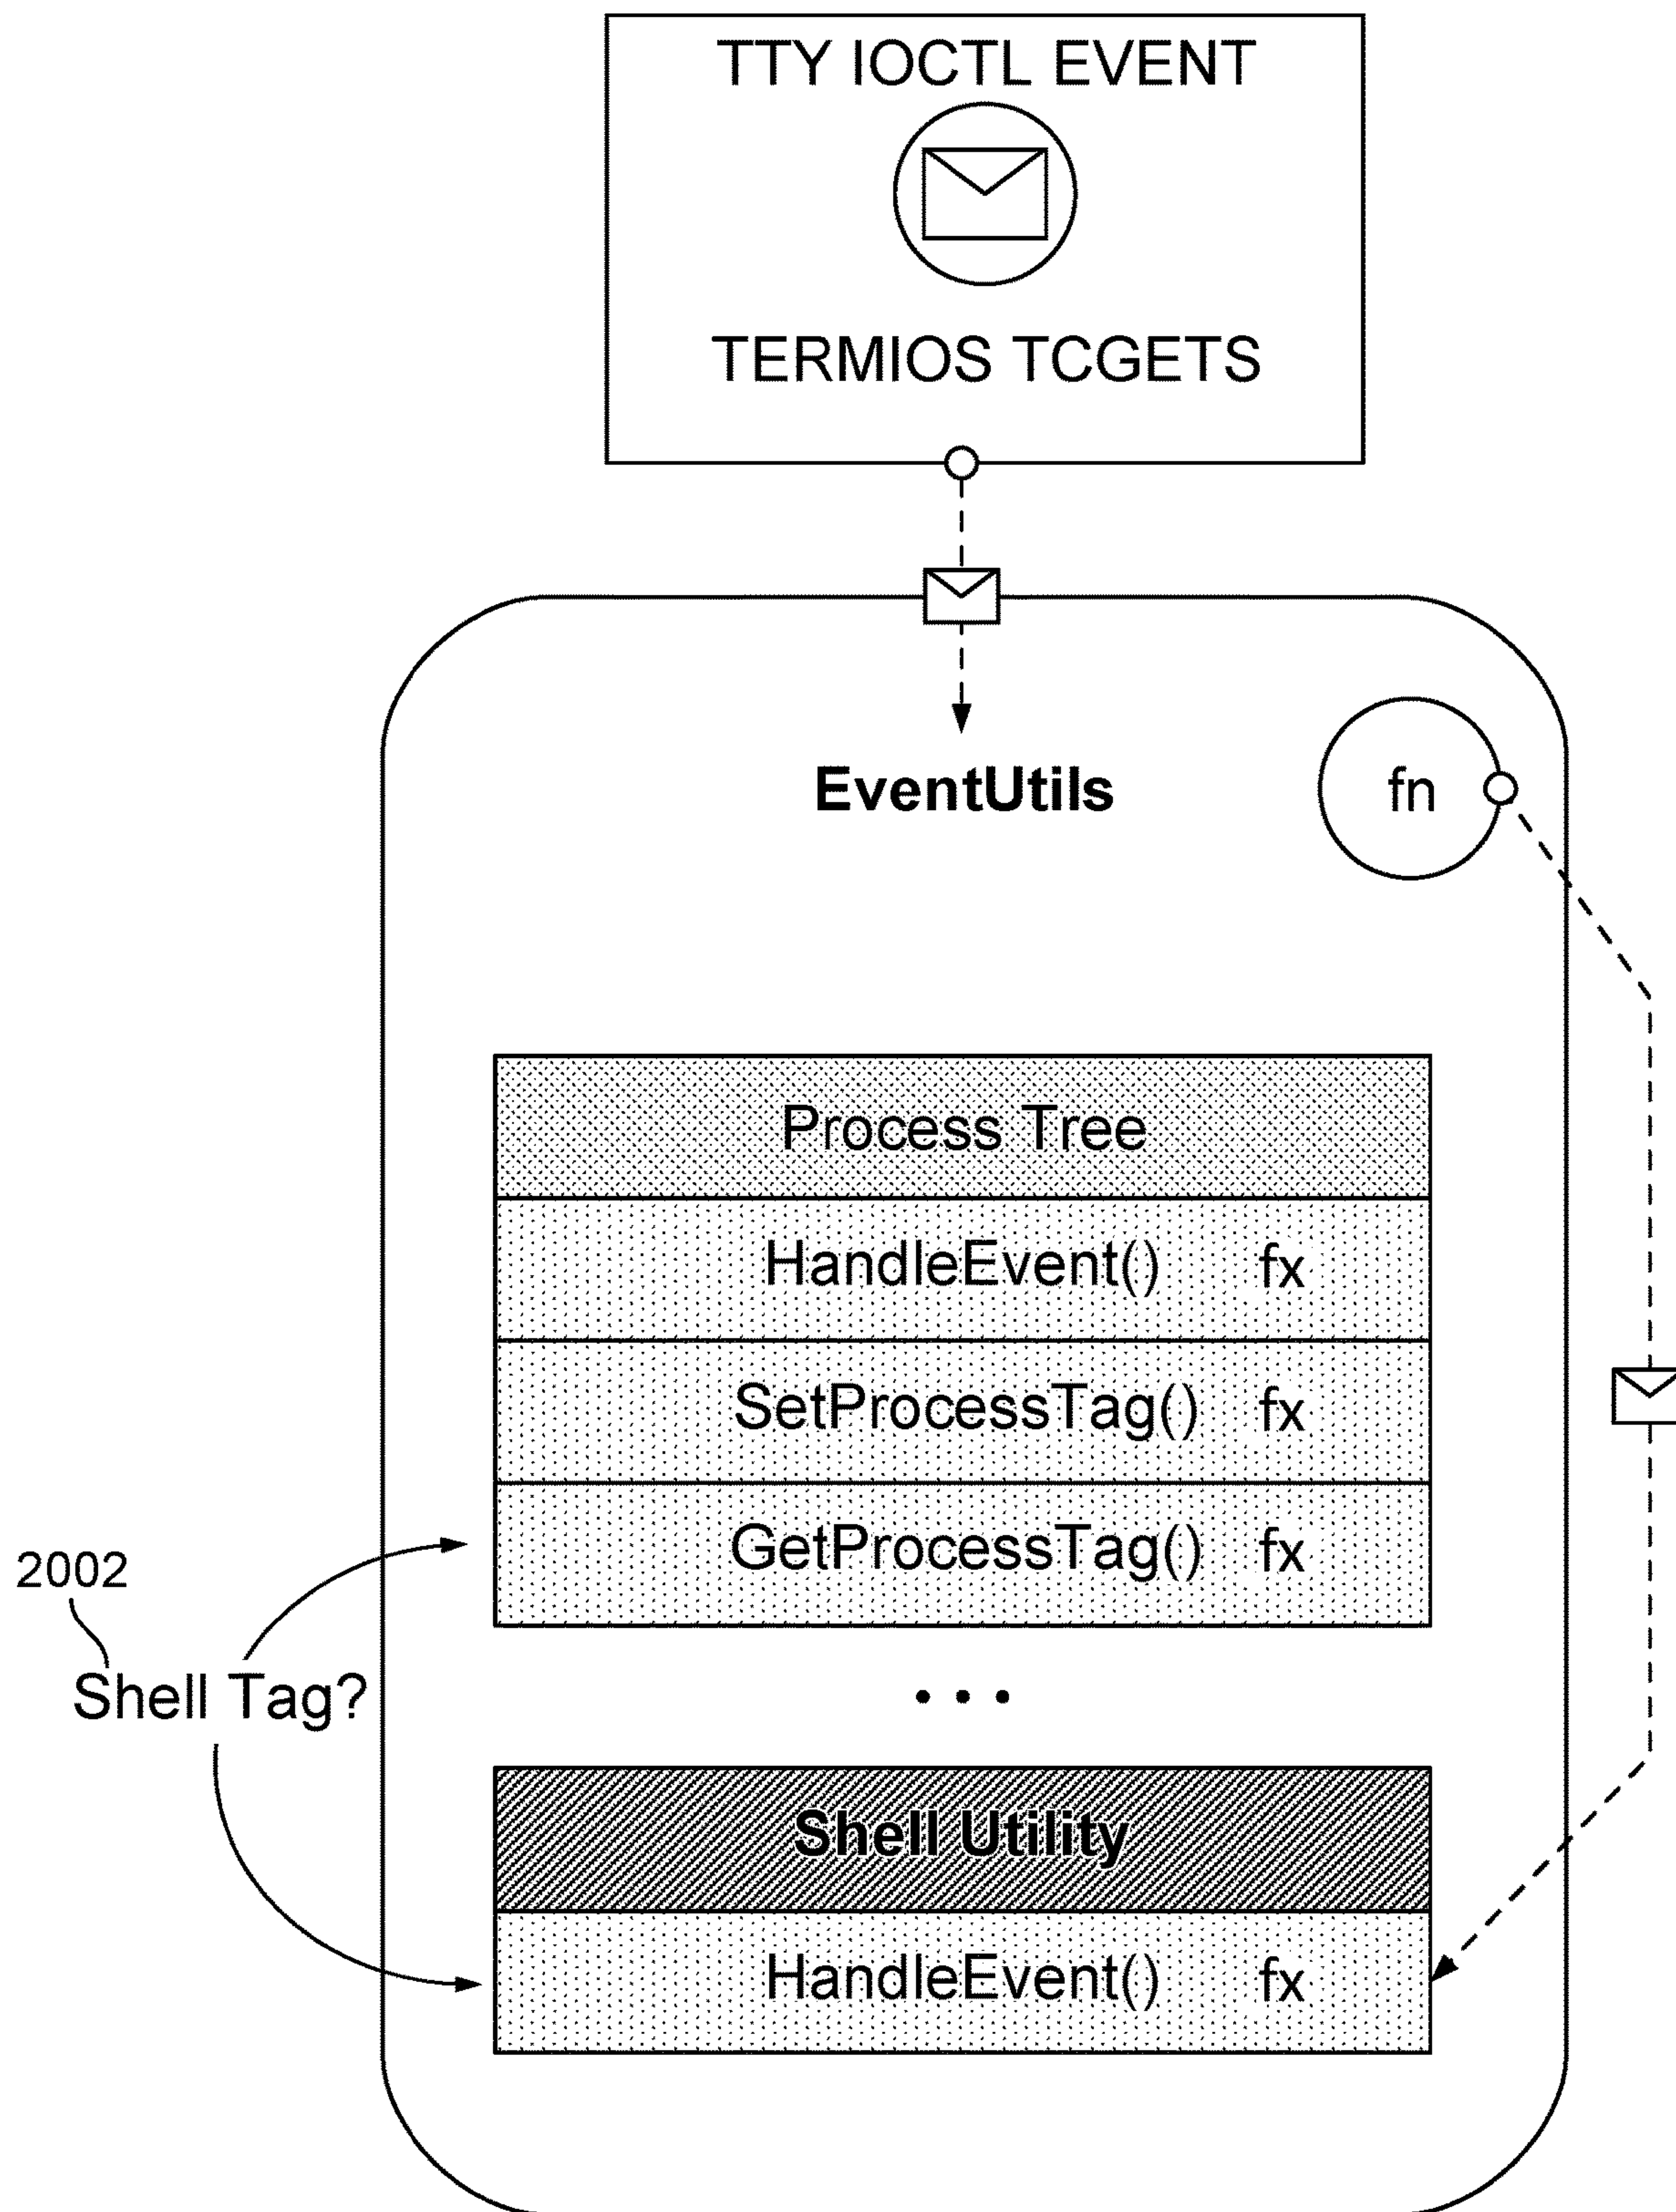 TTY IOCTL EVENT
TERMIOS TCGETS
EventUtils
fn
Process Tree
HandleEvent() fx
SetProcessTag() fx
GetProcessTag() fx
2002
Shell Tag?
• • •
Shell Utility
HandleEvent() fx